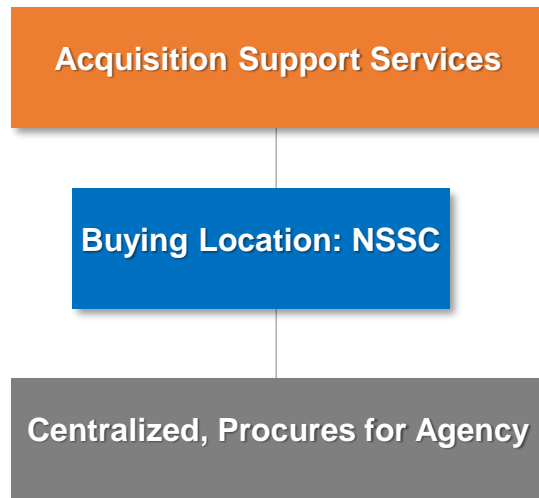 Acquisition Support Services
Buying Location: NSSC
Centralized, Procures for Agency